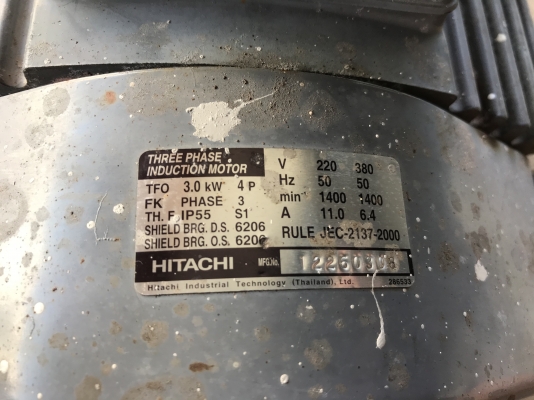 THREE PHASE
INDUCTION MOTOR
TFO 3.0 kW 4 P
FK PHASE 3
TH. F IP55 S1
SHIELD BRG. D.S. 6206
SHIELD BRG. O.S. 6206
V 220 380
Hz 50 50
min⁻¹ 1400 1400
A 11.0 6.4
RULE JEC-2137-2000
HITACHI MFG.No.
Hitachi Industrial Technology (Thailand), Ltd. 286533